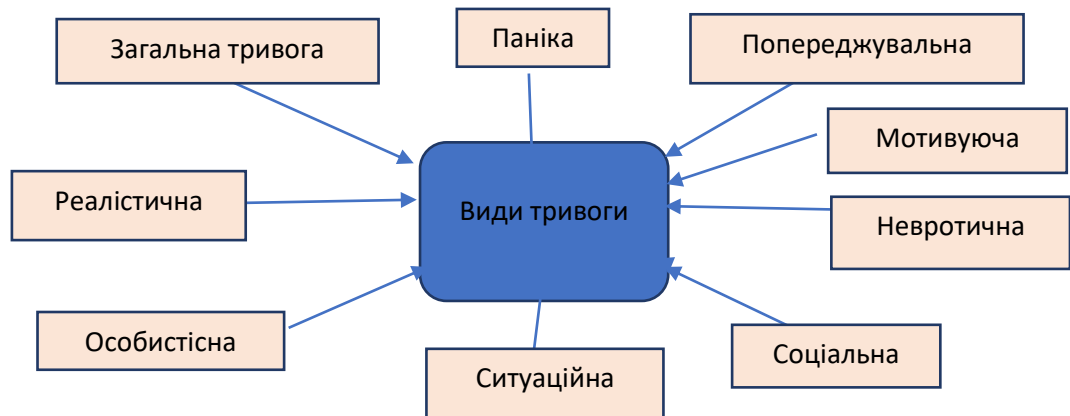 Загальна тривога
Паніка
Попереджувальна
Мотивуюча
Реалістична
Види тривоги
Невротична
Особистісна
Ситуаційна
Соціальна